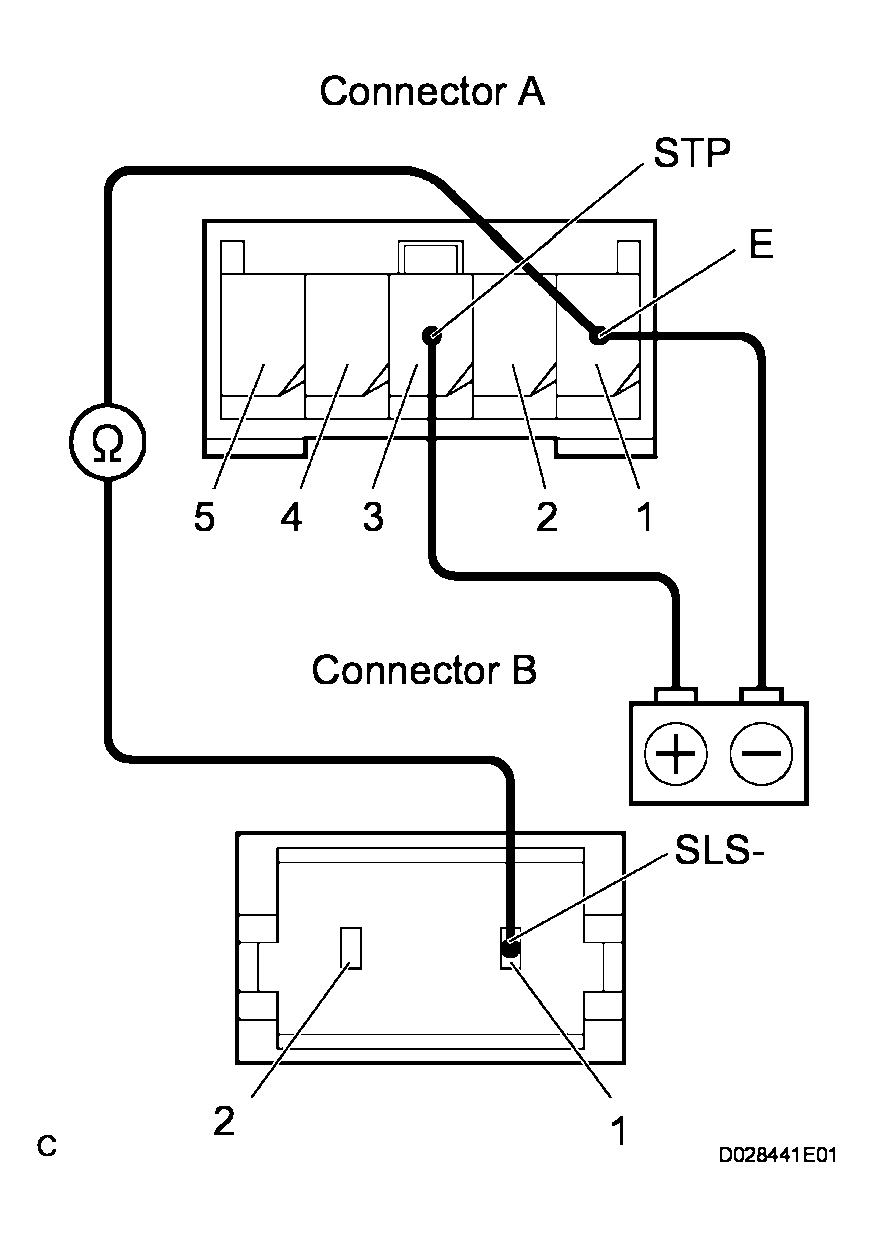 Connector A
STP
E
Ω
5 4 3 2 1
Connector B
+ −
SLS-
2 1
C
D028441E01